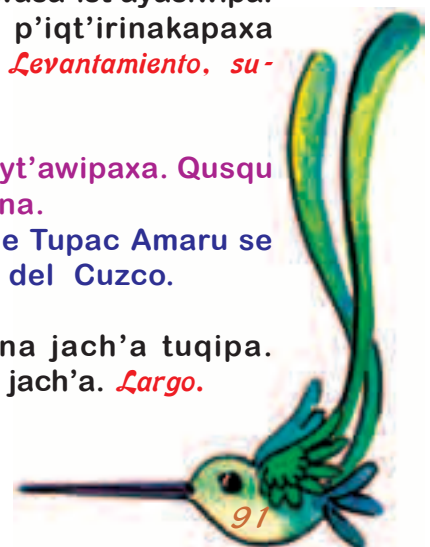 p'iqt'irinakapaxa
Levantamiento, su-
yt'awipaxa. Qusqu
na.
e Tupac Amaru se
del Cuzco.
na jach'a tuqipa.
jach'a. Largo.
91